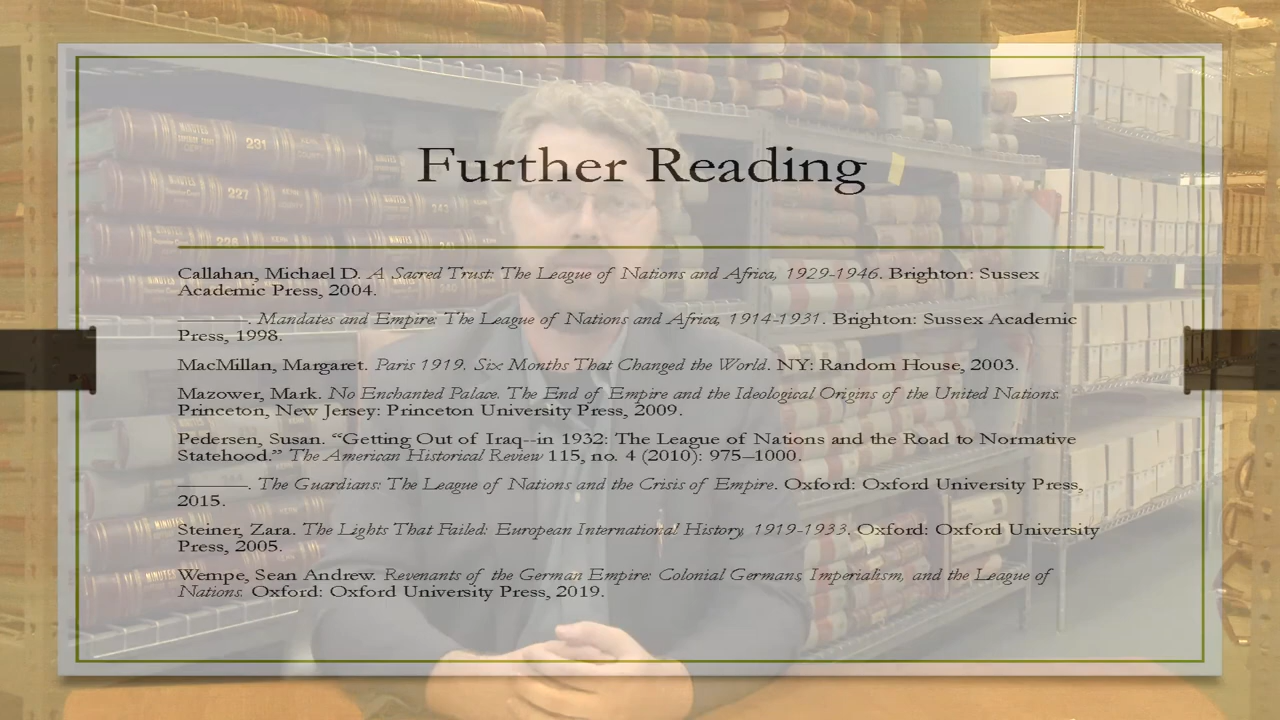 Further Reading
Callahan, Michael D. A Sacred Trust: The League of Nations and Africa, 1929-1946. Brighton: Sussex
Academic Press, 2004.
________. Mandates and Empire: The League of Nations and Africa, 1914-1931. Brighton: Sussex Academic
Press, 1998.
MacMillan, Margaret. Paris 1919. Six Months That Changed the World. NY: Random House, 2003.
Mazower, Mark. No Enchanted Palace. The End of Empire and the Ideological Origins of the United Nations.
Princeton, New Jersey: Princeton University Press, 2009.
Pedersen, Susan. “Getting Out of Iraq--in 1932: The League of Nations and the Road to Normative
Statehood.” The American Historical Review 115, no. 4 (2010): 975–1000.
________. The Guardians: The League of Nations and the Crisis of Empire. Oxford: Oxford University Press,
2015.
Steiner, Zara. The Lights That Failed: European International History, 1919-1933. Oxford: Oxford University
Press, 2005.
Wempe, Sean Andrew. Revenants of the German Empire: Colonial Germans, Imperialism, and the League of
Nations. Oxford: Oxford University Press, 2019.
MINUTES
231
227